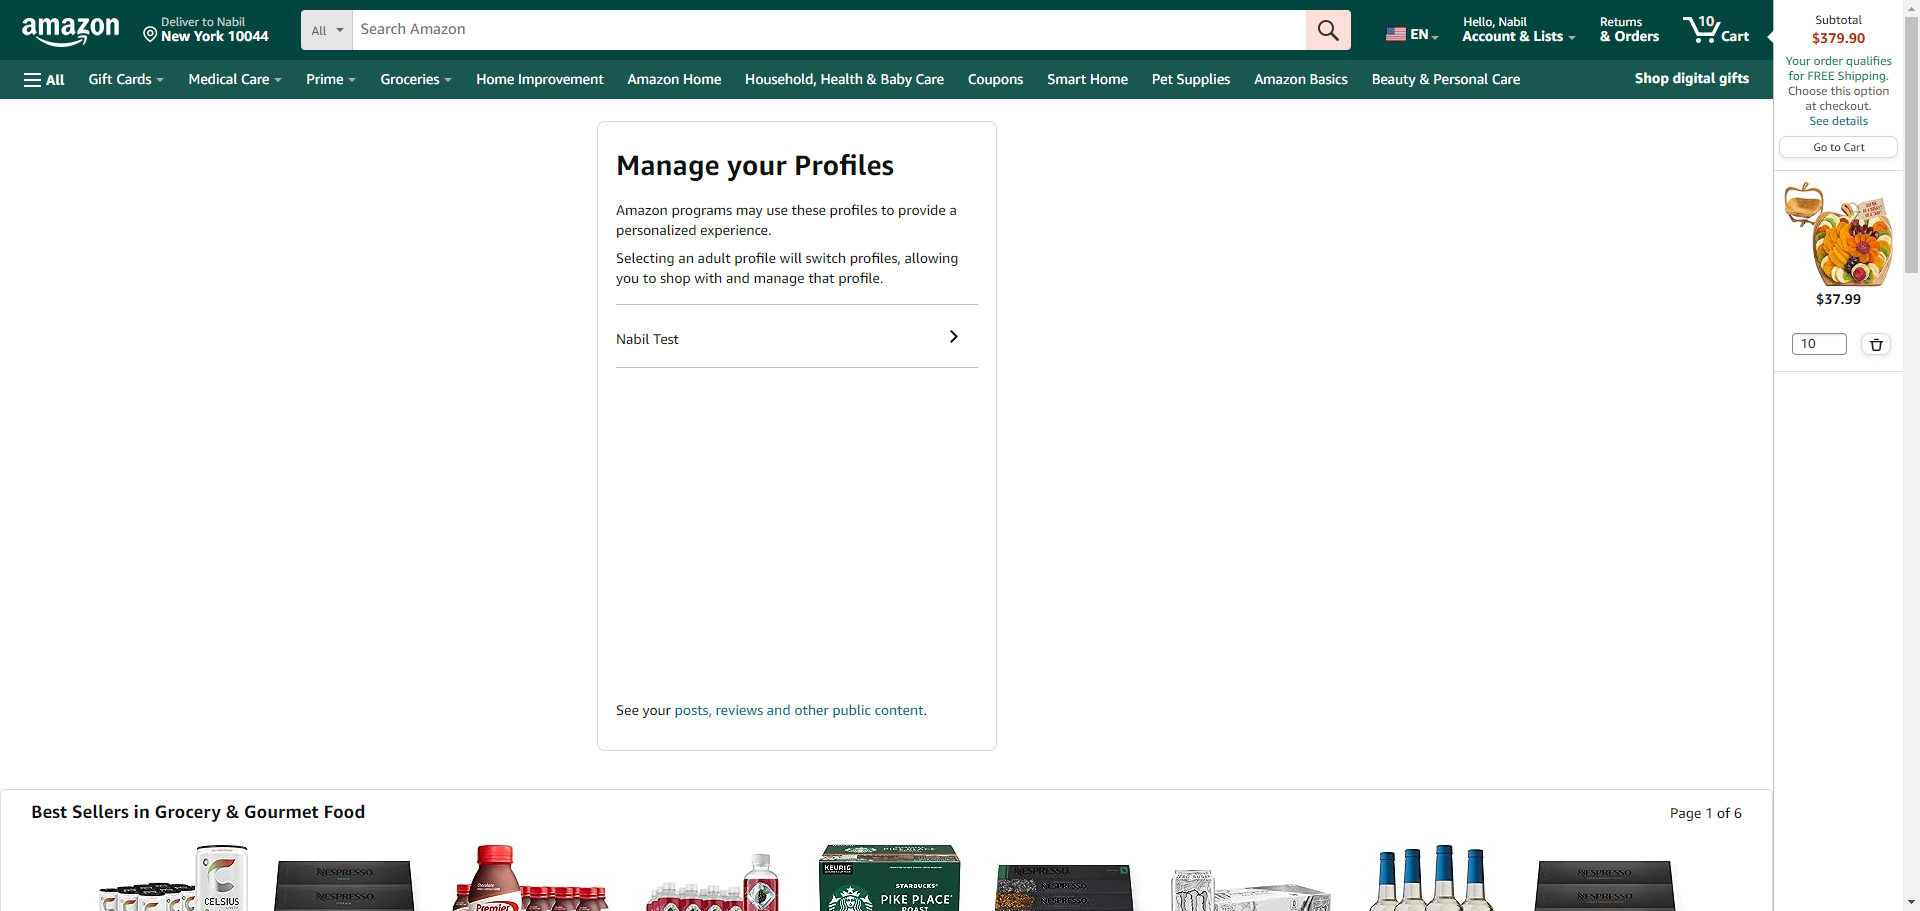 amazon
Deliver to Nabil
New York 10044
All
Search Amazon
EN
Hello, Nabil
Account & Lists
Returns
& Orders
10
Cart
All
Gift Cards
Medical Care
Prime
Groceries
Home Improvement
Amazon Home
Household, Health & Baby Care
Coupons
Smart Home
Pet Supplies
Amazon Basics
Beauty & Personal Care
Shop digital gifts
Subtotal
$379.90
Your order qualifies
for FREE Shipping.
Choose this option
at checkout.
See details
Go to Cart
$37.99
10
Manage your Profiles
Amazon programs may use these profiles to provide a
personalized experience.
Selecting an adult profile will switch profiles, allowing
you to shop with and manage that profile.
Nabil Test
See your posts, reviews and other public content.
Best Sellers in Grocery & Gourmet Food
Page 1 of 6
CELSIUS
NESPRESSO
NESPRESSO
Chocolate
Premier
KEURIG
STARBUCKS
PIKE PLACE
ROAST
NESPRESSO
NESPRESSO
ZERO SUGAR
NESPRESSO
NESPRESSO